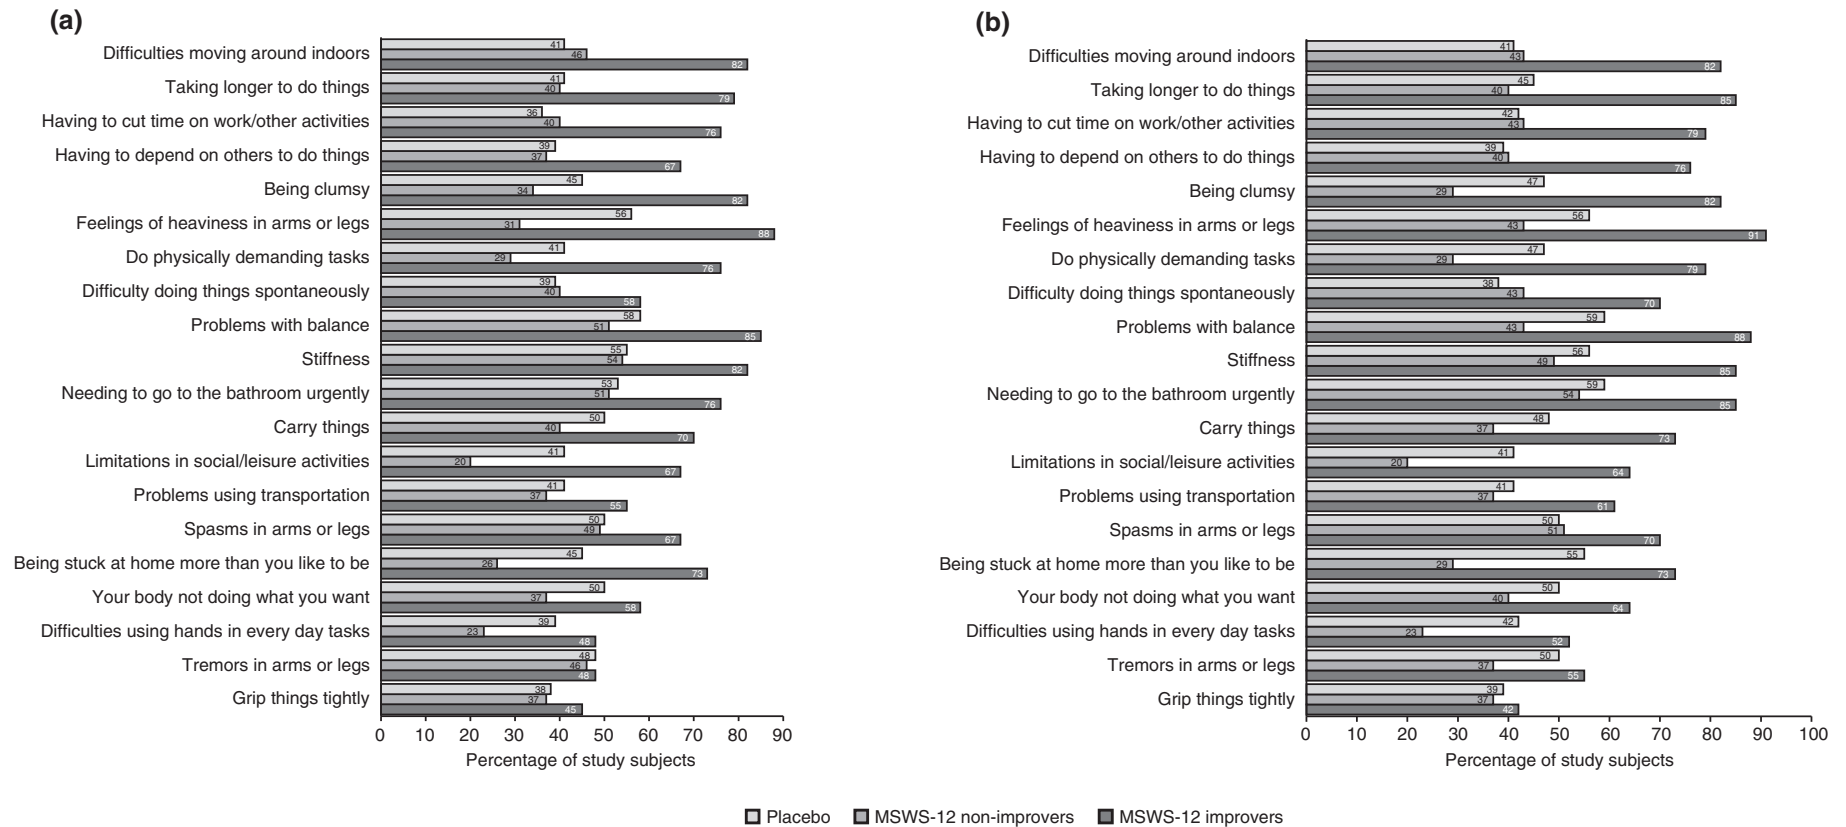 (a)
Difficulties moving around indoors 41 46 82
Taking longer to do things 41 40 79
Having to cut time on work/other activities 36 40 76
Having to depend on others to do things 39 37 67
Being clumsy 45 34 82
Feelings of heaviness in arms or legs 56 31 88
Do physically demanding tasks 41 29 76
Difficulty doing things spontaneously 39 40 58
Problems with balance 58 51 85
Stiffness 55 54 82
Needing to go to the bathroom urgently 53 51 76
Carry things 50 40 70
Limitations in social/leisure activities 41 20 67
Problems using transportation 41 37 55
Spasms in arms or legs 50 49 67
Being stuck at home more than you like to be 45 26 73
Your body not doing what you want 50 37 58
Difficulties using hands in every day tasks 39 23 48
Tremors in arms or legs 48 46 48
Grip things tightly 38 37 45
0 10 20 30 40 50 60 70 80 90
Percentage of study subjects
(b)
Difficulties moving around indoors 41 43 82
Taking longer to do things 45 40 85
Having to cut time on work/other activities 42 43 79
Having to depend on others to do things 39 40 76
Being clumsy 47 29 82
Feelings of heaviness in arms or legs 56 43 91
Do physically demanding tasks 47 29 79
Difficulty doing things spontaneously 38 43 70
Problems with balance 59 43 88
Stiffness 56 49 85
Needing to go to the bathroom urgently 59 54 85
Carry things 48 37 73
Limitations in social/leisure activities 41 20 64
Problems using transportation 41 37 61
Spasms in arms or legs 50 51 70
Being stuck at home more than you like to be 55 29 73
Your body not doing what you want 50 40 64
Difficulties using hands in every day tasks 42 23 52
Tremors in arms or legs 50 37 55
Grip things tightly 39 37 42
0 10 20 30 40 50 60 70 80 90 100
Percentage of study subjects
Placebo MSWS-12 non-improvers MSWS-12 improvers